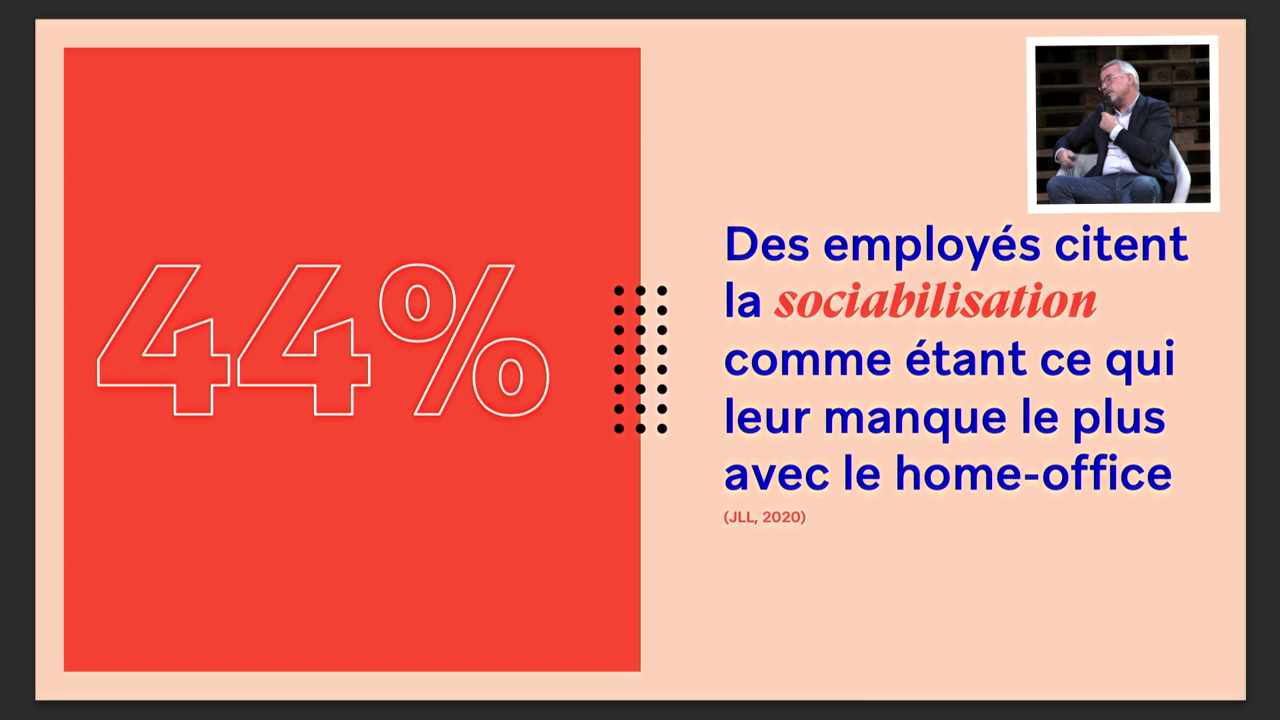 44%
Des employés citent
la sociabilisation
comme étant ce qui
leur manque le plus
avec le home-office
(JLL, 2020)